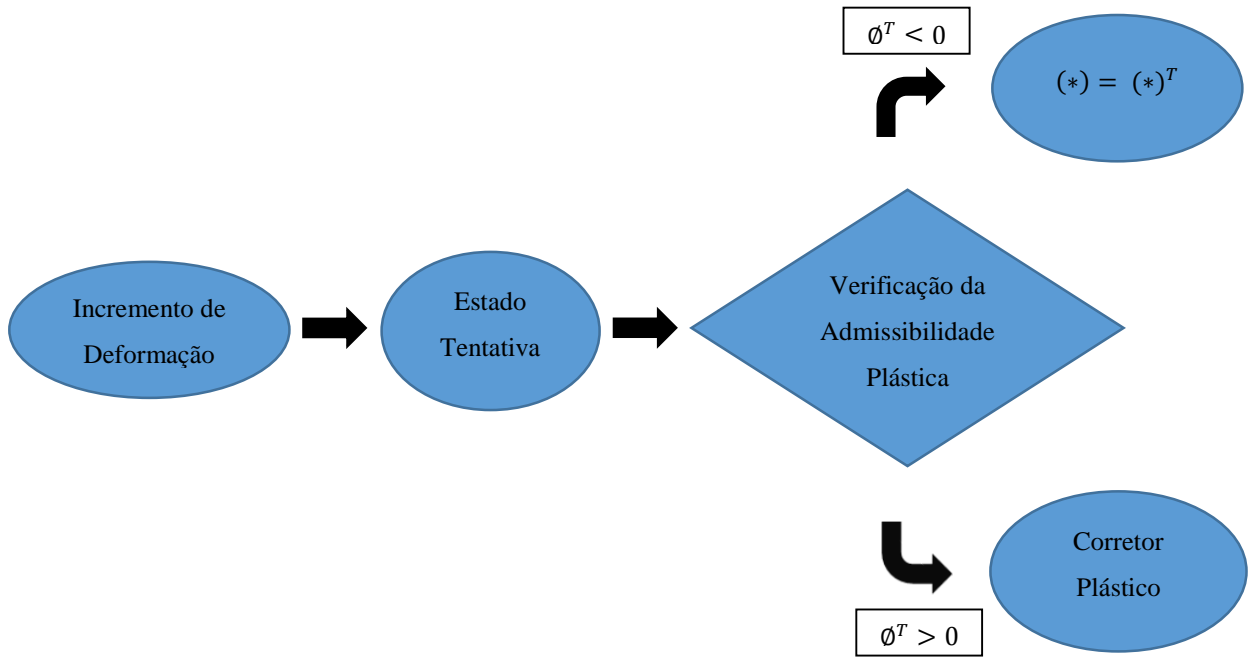 Incremento de
Deformação
Estado
Tentativa
Verificação da
Admissibilidade
Plástica
∅ᵀ < 0
(∗) = (∗)ᵀ
∅ᵀ > 0
Corretor
Plástico